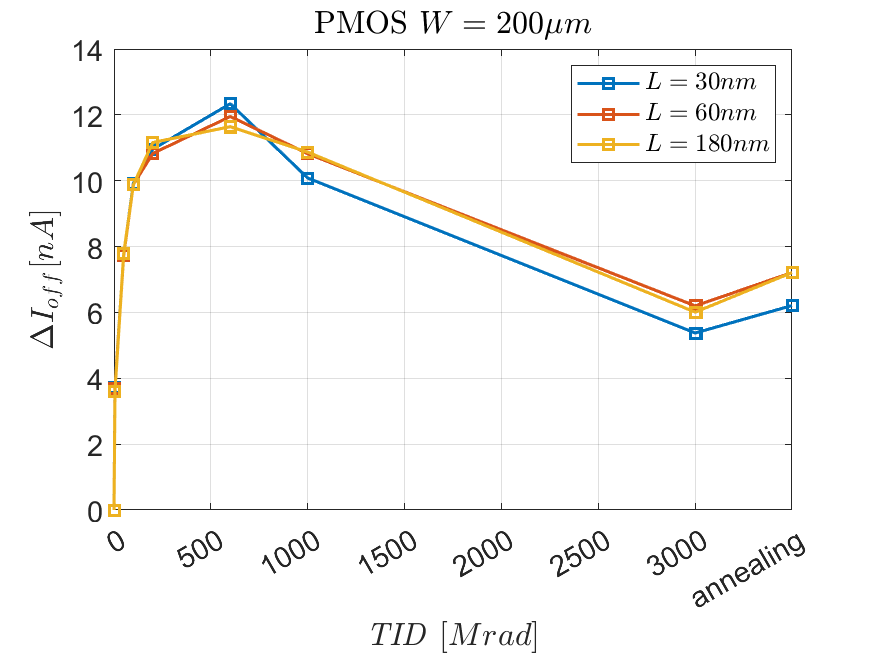 PMOS W = 200μm
14
12
10
8
6
4
2
0
ΔI_off [nA]
L = 30nm
L = 60nm
L = 180nm
0
500
1000
1500
2000
2500
3000
annealing
TID [Mrad]